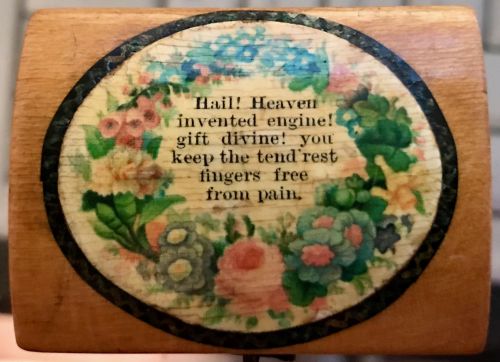 Hail! Heaven
invented engine!
gift divine! you
keep the tend'rest
fingers free
from pain.